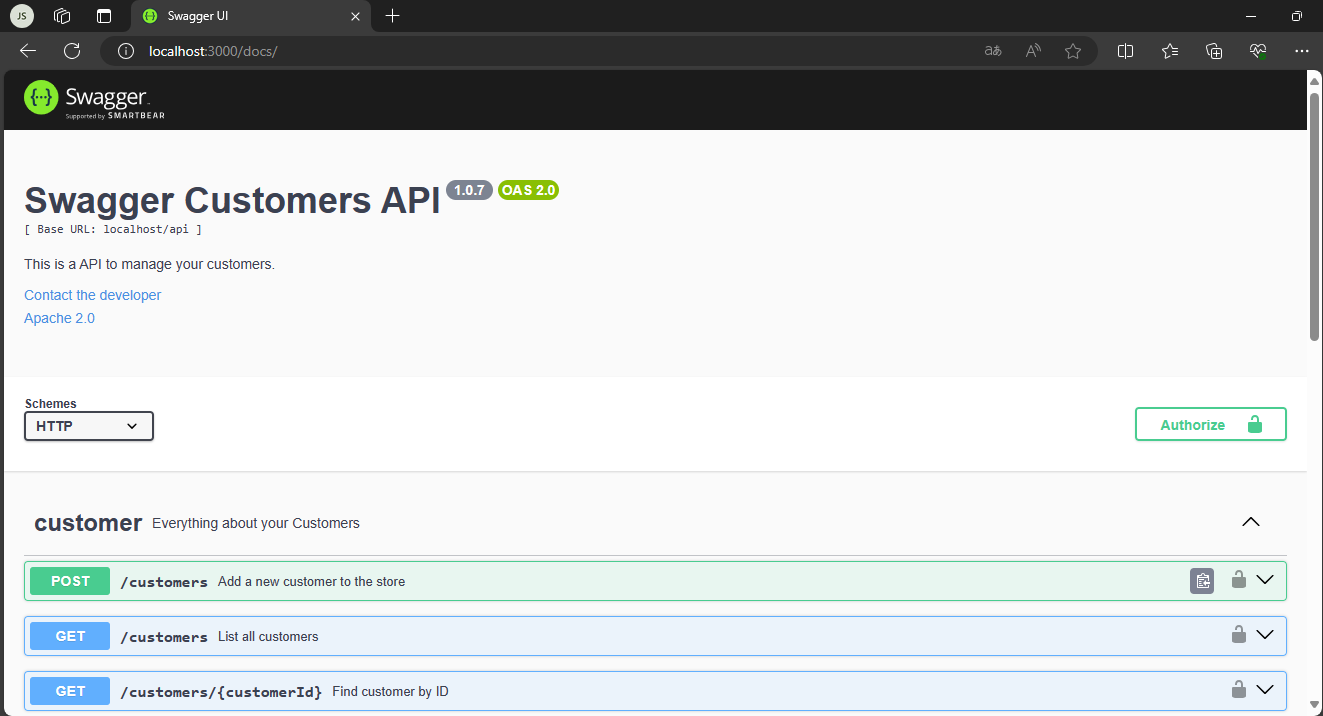 JS
Swagger UI
localhost:3000/docs/
aあ
A
Swagger
Supported by SMARTBEAR
Swagger Customers API 1.0.7 OAS 2.0
[ Base URL: localhost/api ]
This is a API to manage your customers.
Contact the developer
Apache 2.0
Schemes
HTTP
Authorize
customer Everything about your Customers
POST /customers Add a new customer to the store
GET /customers List all customers
GET /customers/{customerId} Find customer by ID